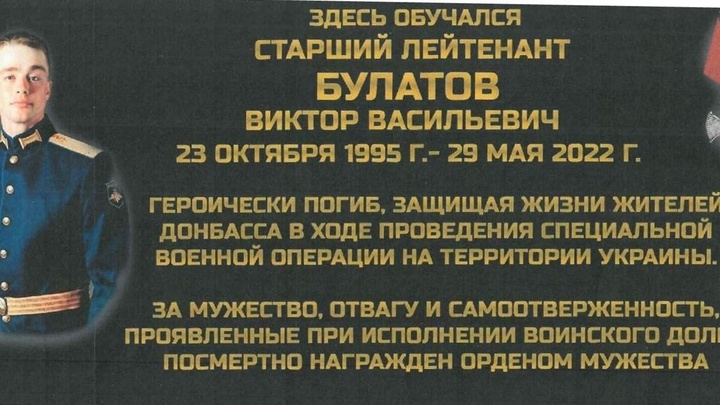 ЗДЕСЬ ОБУЧАЛСЯ
СТАРШИЙ ЛЕЙТЕНАНТ
БУЛАТОВ
ВИКТОР ВАСИЛЬЕВИЧ
23 ОКТЯБРЯ 1995 Г.- 29 МАЯ 2022 Г.
ГЕРОИЧЕСКИ ПОГИБ, ЗАЩИЩАЯ ЖИЗНИ ЖИТЕЛЕЙ
ДОНБАССА В ХОДЕ ПРОВЕДЕНИЯ СПЕЦИАЛЬНОЙ
ВОЕННОЙ ОПЕРАЦИИ НА ТЕРРИТОРИИ УКРАИНЫ.
ЗА МУЖЕСТВО, ОТВАГУ И САМООТВЕРЖЕННОСТЬ,
ПРОЯВЛЕННЫЕ ПРИ ИСПОЛНЕНИИ ВОИНСКОГО
ПОСМЕРТНО НАГРАЖДЕН ОРДЕНОМ МУЖЕСТВА